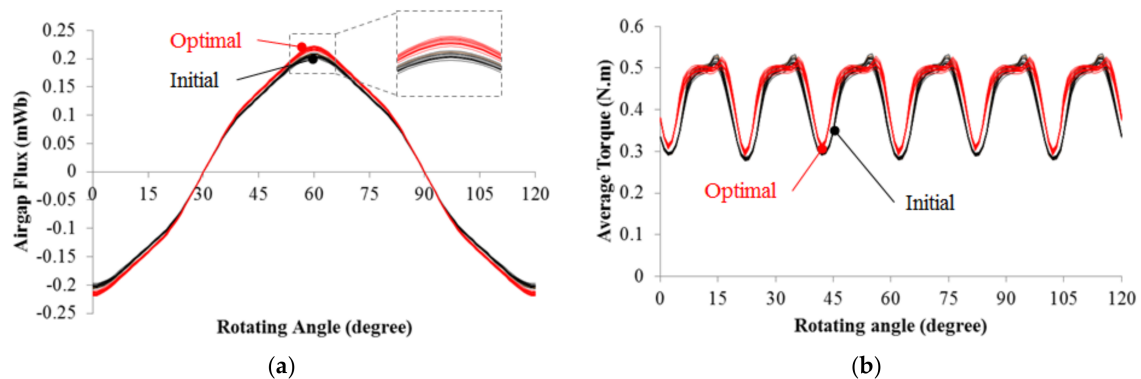 0.25
0.2
0.15
0.1
0.05
0
-0.05
-0.1
-0.15
-0.2
-0.25
Airgap Flux (mWb)
Optimal
Initial
0 15 30 45 60 75 90 105 120
Rotating Angle (degree)
(a)
0.6
0.5
0.4
0.3
0.2
0.1
0
Average Torque (N.m)
Optimal
Initial
0 15 30 45 60 75 90 105 120
Rotating angle (degree)
(b)